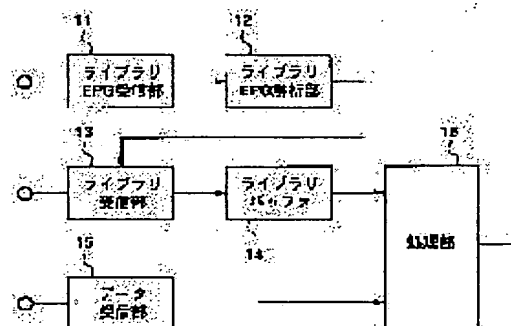 11
12
ライブラリ
EPG受信部
ライブラリ
EPG解析部
13
16
ライブラリ
受信部
ライブラリ
バッファ
処理部
15
14
データ
受信部